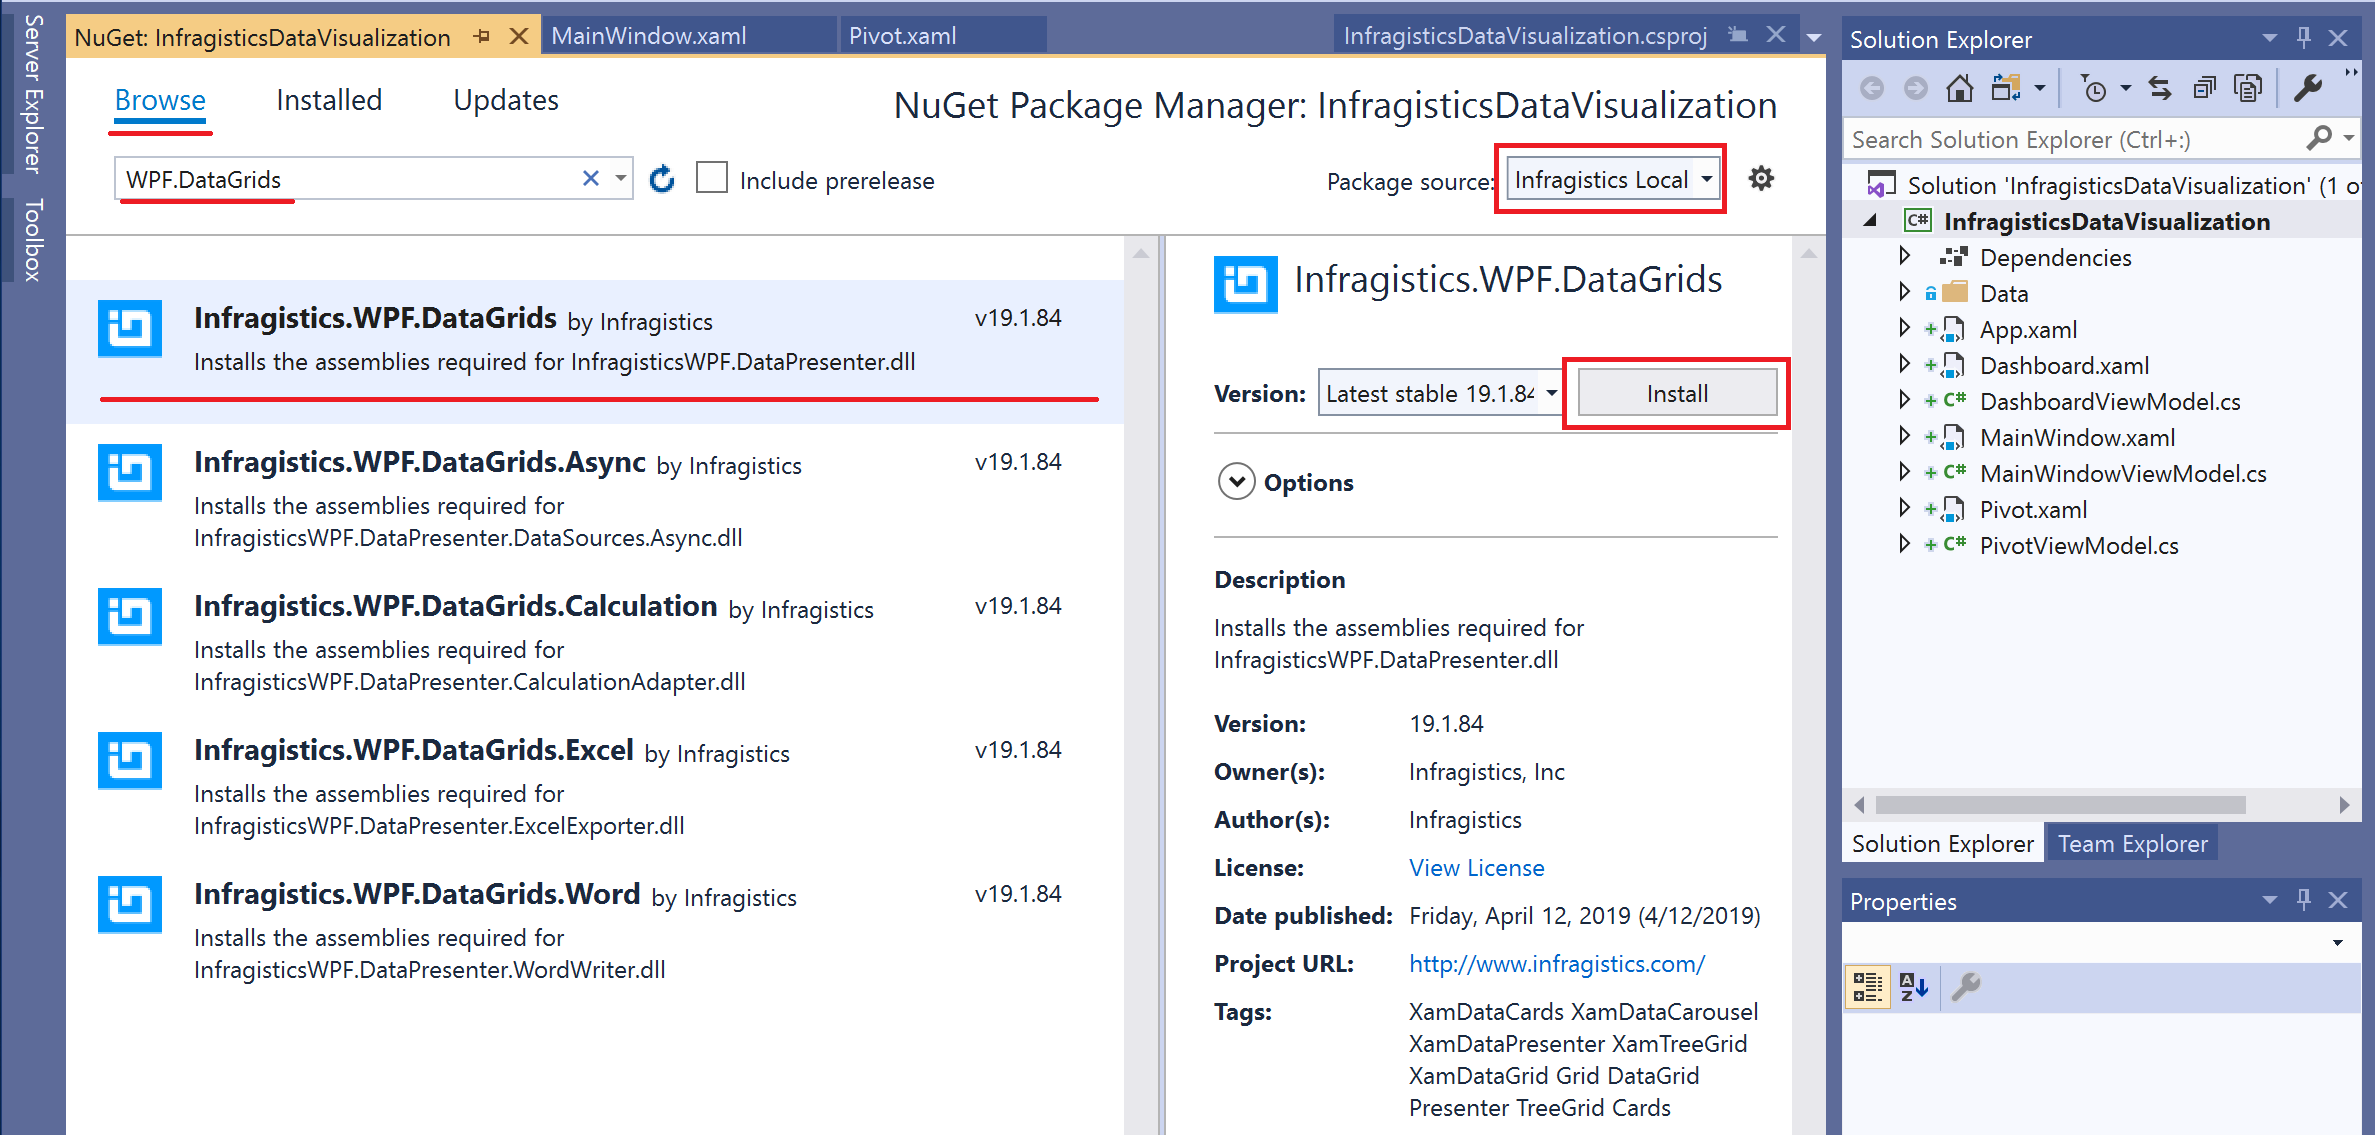 Server Explorer
Toolbox
NuGet: InfragisticsDataVisualization
MainWindow.xaml
Pivot.xaml
InfragisticsDataVisualization.csproj
Browse
Installed
Updates
NuGet Package Manager: InfragisticsDataVisualization
WPF.DataGrids
Include prerelease
Package source:
Infragistics Local
Infragistics.WPF.DataGrids by Infragistics v19.1.84
Installs the assemblies required for InfragisticsWPF.DataPresenter.dll
Infragistics.WPF.DataGrids.Async by Infragistics v19.1.84
Installs the assemblies required for
InfragisticsWPF.DataPresenter.DataSources.Async.dll
Infragistics.WPF.DataGrids.Calculation by Infragistics v19.1.84
Installs the assemblies required for
InfragisticsWPF.DataPresenter.CalculationAdapter.dll
Infragistics.WPF.DataGrids.Excel by Infragistics v19.1.84
Installs the assemblies required for
InfragisticsWPF.DataPresenter.ExcelExporter.dll
Infragistics.WPF.DataGrids.Word by Infragistics v19.1.84
Installs the assemblies required for
InfragisticsWPF.DataPresenter.WordWriter.dll
Infragistics.WPF.DataGrids
Version: Latest stable 19.1.84
Install
Options
Description
Installs the assemblies required for
InfragisticsWPF.DataPresenter.dll
Version: 19.1.84
Owner(s): Infragistics, Inc
Author(s): Infragistics
License: View License
Date published: Friday, April 12, 2019 (4/12/2019)
Project URL: http://www.infragistics.com/
Tags: XamDataCards XamDataCarousel
XamDataPresenter XamTreeGrid
XamDataGrid Grid DataGrid
Presenter TreeGrid Cards
Solution Explorer
Search Solution Explorer (Ctrl+:)
Solution 'InfragisticsDataVisualization' (1 o
C# InfragisticsDataVisualization
Dependencies
Data
App.xaml
Dashboard.xaml
C# DashboardViewModel.cs
MainWindow.xaml
C# MainWindowViewModel.cs
Pivot.xaml
C# PivotViewModel.cs
Solution Explorer
Team Explorer
Properties